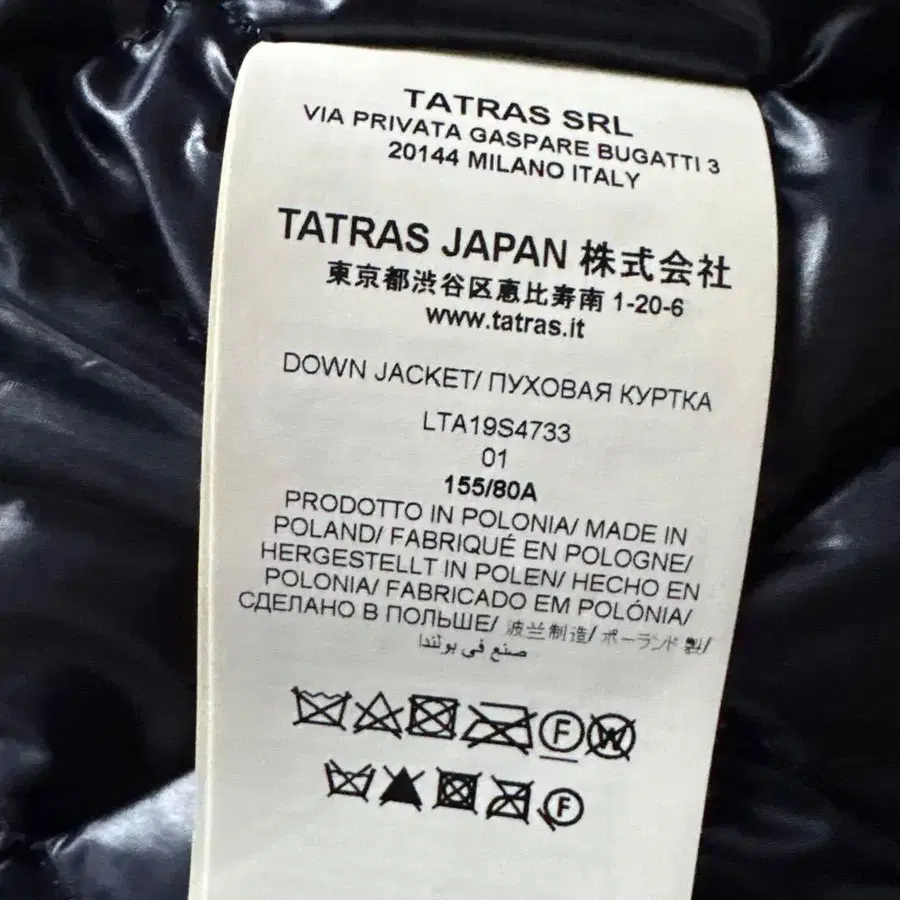 TATRAS SRL
VIA PRIVATA GASPARE BUGATTI 3
20144 MILANO ITALY
TATRAS JAPAN 株式会社
東京都渋谷区恵比寿南 1-20-6
www.tatras.it
DOWN JACKET/ ПУХОВАЯ КУРТКА
LTA19S4733
01
155/80A
PRODOTTO IN POLONIA/ MADE IN
POLAND/ FABRIQUÉ EN POLOGNE/
HERGESTELLT IN POLEN/ HECHO EN
POLONIA/ FABRICADO EM POLÓNIA/
СДЕЛАНО В ПОЛЬШЕ/ 波兰制造/ ポーランド製/
صنع في بولندا
F W
F